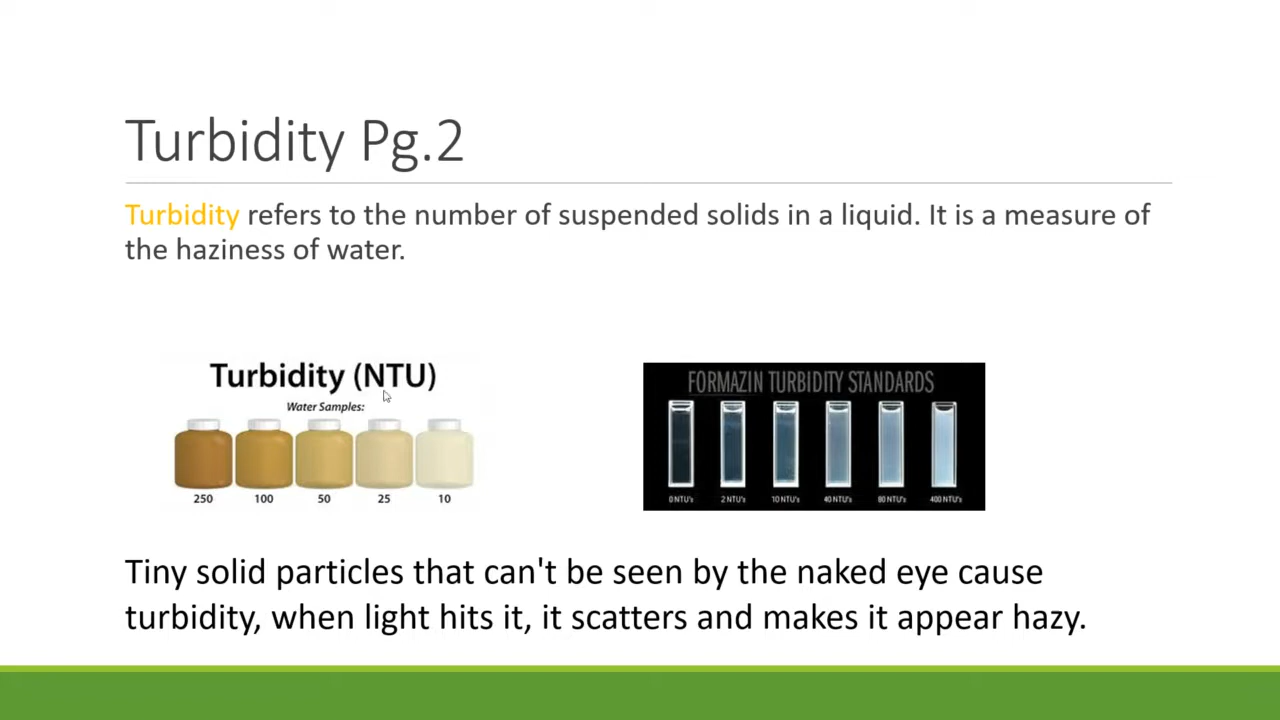 Turbidity Pg.2
Turbidity refers to the number of suspended solids in a liquid. It is a measure of
the haziness of water.
Turbidity (NTU)
Water Samples:
250 100 50 25 10
FORMAZIN TURBIDITY STANDARDS
0 NTU's 2 NTU's 10 NTU's 40 NTU's 80 NTU's 400 NTU's
Tiny solid particles that can't be seen by the naked eye cause
turbidity, when light hits it, it scatters and makes it appear hazy.